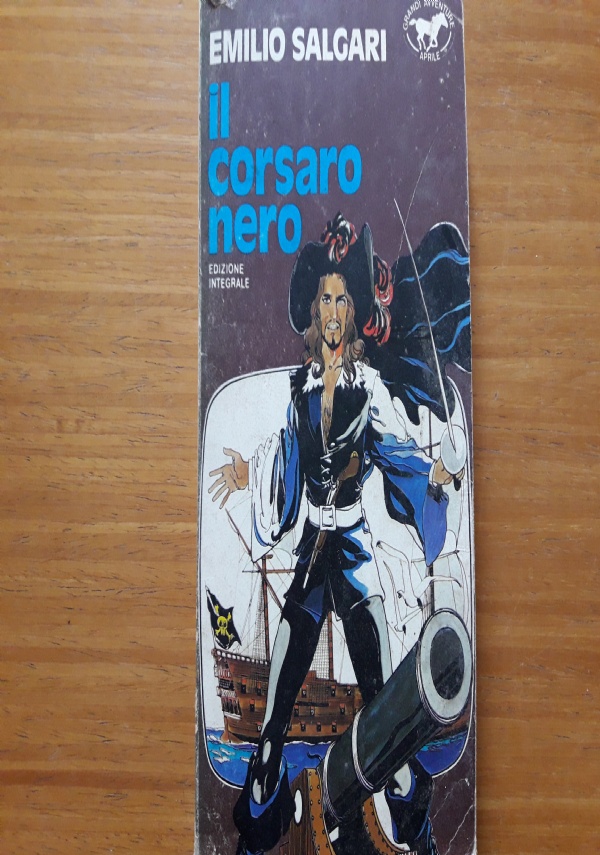 EMILIO SALGARI
GRANDI AVVENTURE
APRILE
il
corsaro
nero
EDIZIONE
INTEGRALE